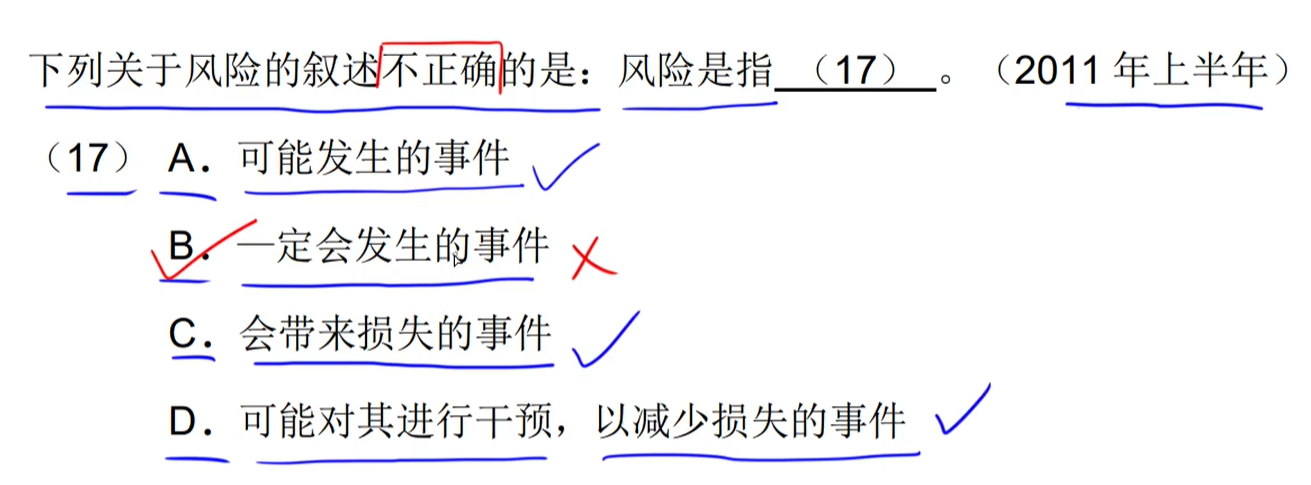 下列关于风险的叙述不正确的是：风险是指 （17） 。（2011 年上半年）
（17） A．可能发生的事件
B．一定会发生的事件
C．会带来损失的事件
D．可能对其进行干预，以减少损失的事件